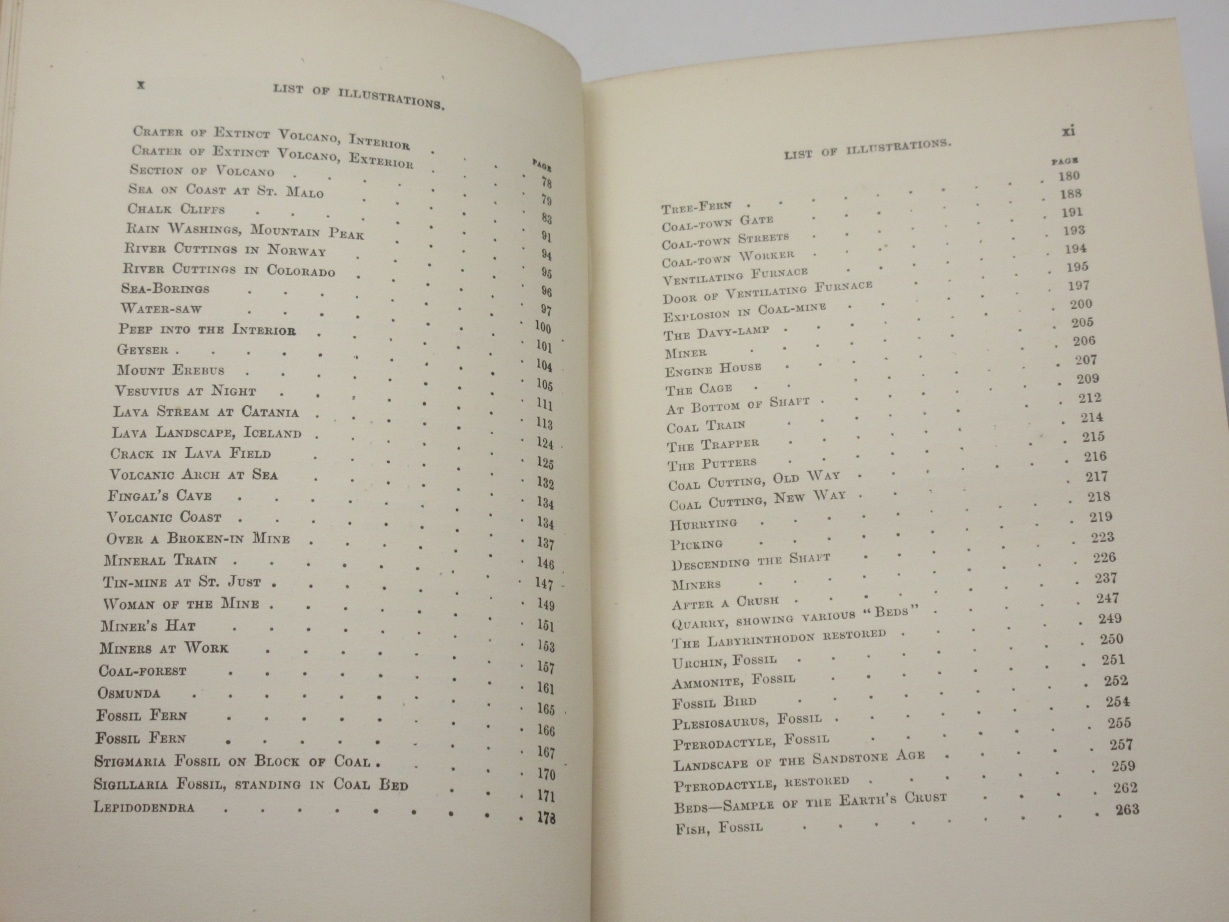 x LIST OF ILLUSTRATIONS.
PAGE
CRATER OF EXTINCT VOLCANO, INTERIOR . . . . 78
CRATER OF EXTINCT VOLCANO, EXTERIOR . . . . 79
SECTION OF VOLCANO . . . . . . . 83
SEA ON COAST AT ST. MALO . . . . . 91
CHALK CLIFFS . . . . . . . . 94
RAIN WASHINGS, MOUNTAIN PEAK . . . . 95
RIVER CUTTINGS IN NORWAY . . . . . 96
RIVER CUTTINGS IN COLORADO . . . . . 97
SEA-BORINGS . . . . . . . . 100
WATER-SAW . . . . . . . . 101
PEEP INTO THE INTERIOR . . . . . . 104
GEYSER . . . . . . . . . 105
MOUNT EREBUS . . . . . . . . 111
VESUVIUS AT NIGHT . . . . . . . 113
LAVA STREAM AT CATANIA . . . . . . 124
LAVA LANDSCAPE, ICELAND . . . . . . 125
CRACK IN LAVA FIELD . . . . . . 132
VOLCANIC ARCH AT SEA . . . . . . 134
FINGAL'S CAVE . . . . . . . . 134
VOLCANIC COAST . . . . . . . . 137
OVER A BROKEN-IN MINE . . . . . . 146
MINERAL TRAIN . . . . . . . . 147
TIN-MINE AT ST. JUST . . . . . . . 149
WOMAN OF THE MINE . . . . . . . 151
MINER'S HAT . . . . . . . . 153
MINERS AT WORK . . . . . . . 157
COAL-FOREST . . . . . . . . 161
OSMUNDA . . . . . . . . . 165
FOSSIL FERN . . . . . . . . 166
FOSSIL FERN . . . . . . . . 167
STIGMARIA FOSSIL ON BLOCK OF COAL . . . . 170
SIGILLARIA FOSSIL, STANDING IN COAL BED . . . 171
LEPIDODENDRA . . . . . . . . . 178
xi
LIST OF ILLUSTRATIONS.
PAGE
TREE-FERN . . . . . . . . . 180
COAL-TOWN GATE . . . . . . . 188
COAL-TOWN STREETS . . . . . . . 191
COAL-TOWN WORKER . . . . . . . 193
VENTILATING FURNACE . . . . . . 194
DOOR OF VENTILATING FURNACE . . . . . 195
EXPLOSION IN COAL-MINE . . . . . . 197
THE DAVY-LAMP . . . . . . . . 200
MINER . . . . . . . . 205
ENGINE HOUSE . . . . . . . . 206
THE CAGE . . . . . . . . . 207
AT BOTTOM OF SHAFT . . . . . . . 209
COAL TRAIN . . . . . . . . 212
THE TRAPPER . . . . . . . . 214
THE PUTTERS . . . . . . . . 215
COAL CUTTING, OLD WAY . . . . . . 216
COAL CUTTING, NEW WAY . . . . . . 217
HURRYING . . . . . . . . 218
PICKING . . . . . . . . 219
DESCENDING THE SHAFT . . . . . . 223
MINERS . . . . . . . . 226
AFTER A CRUSH . . . . . . . . 237
QUARRY, SHOWING VARIOUS “BEDS” . . . . . 247
THE LABYRINTHODON RESTORED . . . . . . 249
URCHIN, FOSSIL . . . . . . . . 250
AMMONITE, FOSSIL . . . . . . . 251
FOSSIL BIRD . . . . . . . . 252
PLESIOSAURUS, FOSSIL . . . . . . . 254
PTERODACTYLE, FOSSIL . . . . . . 255
LANDSCAPE OF THE SANDSTONE AGE . . . . . 257
PTERODACTYLE, RESTORED . . . . . . . 259
BEDS—SAMPLE OF THE EARTH'S CRUST . . . . 262
FISH, FOSSIL . . . . . . . . . 263